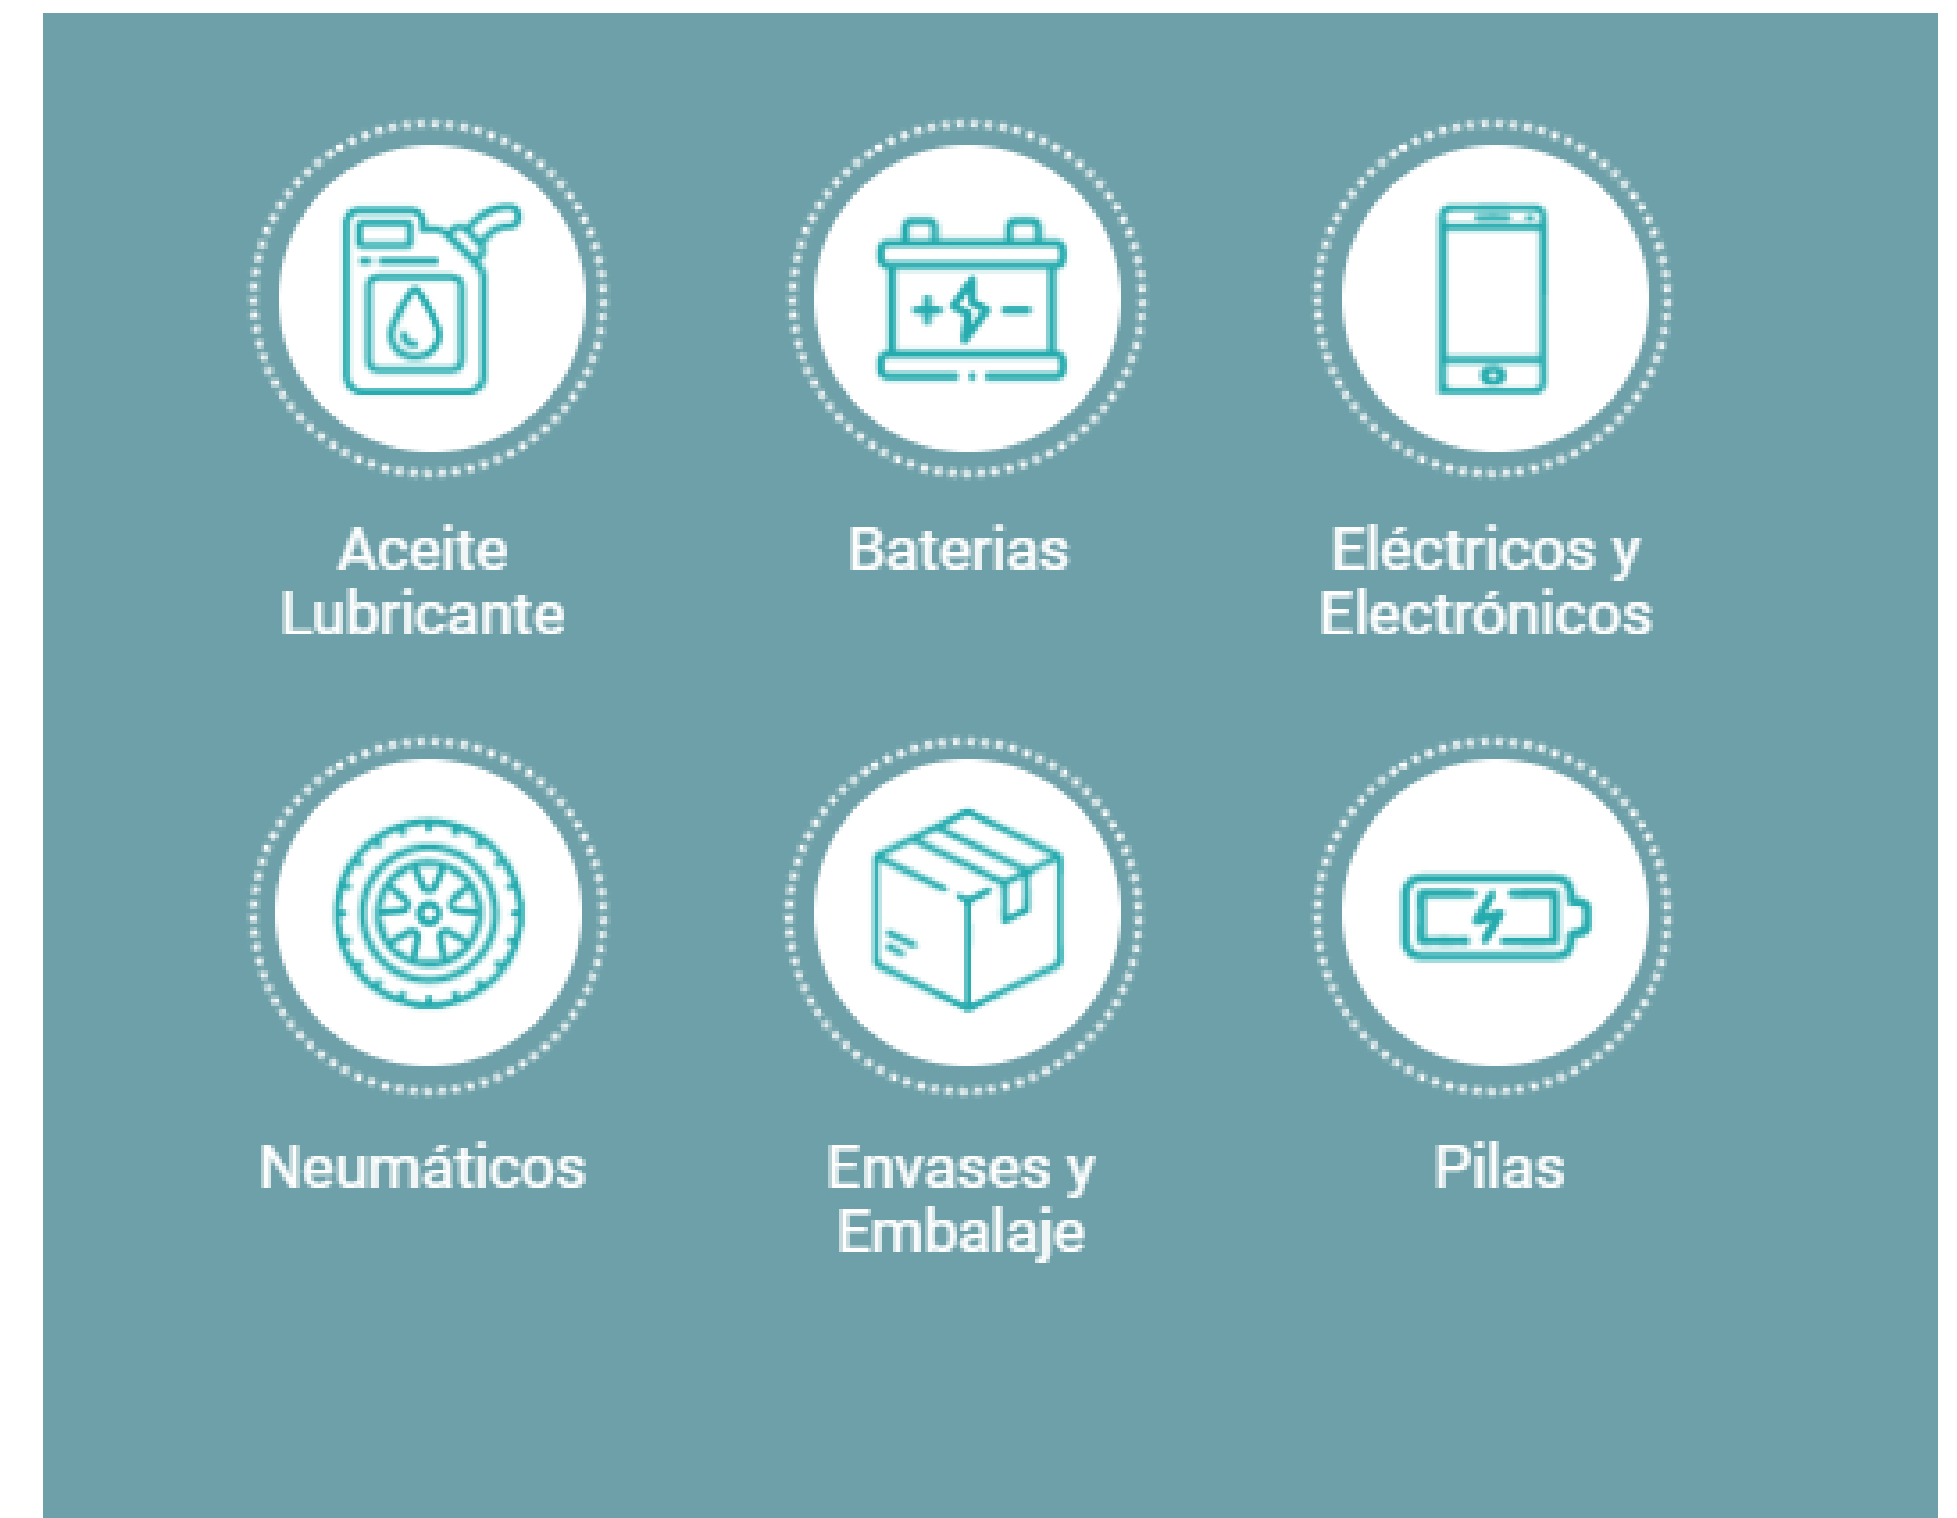 Aceite
Lubricante
Baterias
Eléctricos y
Electrónicos
Neumáticos
Envases y
Embalaje
Pilas